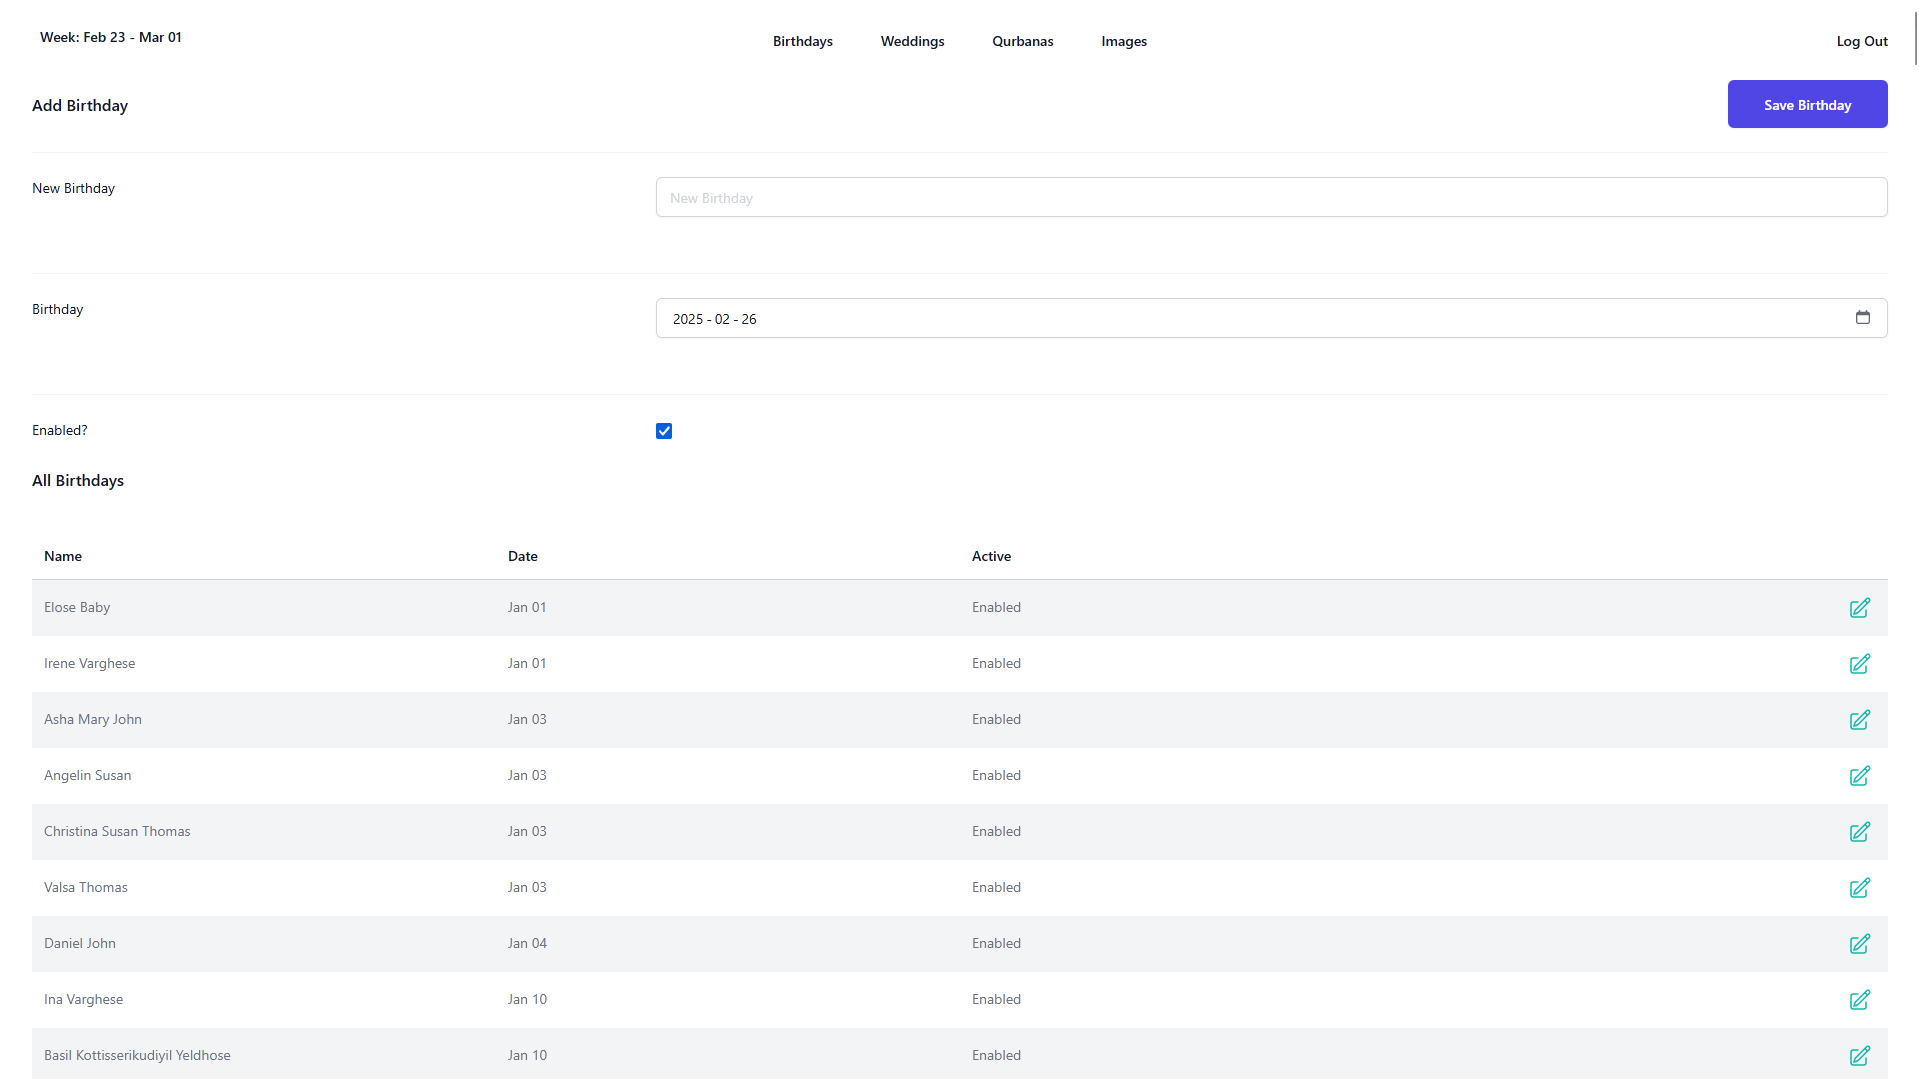 Week: Feb 23 - Mar 01
Birthdays Weddings Qurbanas Images
Log Out
Add Birthday
Save Birthday
New Birthday
New Birthday
Birthday
2025 - 02 - 26
Enabled?
All Birthdays
Name Date Active
Elose Baby Jan 01 Enabled
Irene Varghese Jan 01 Enabled
Asha Mary John Jan 03 Enabled
Angelin Susan Jan 03 Enabled
Christina Susan Thomas Jan 03 Enabled
Valsa Thomas Jan 03 Enabled
Daniel John Jan 04 Enabled
Ina Varghese Jan 10 Enabled
Basil Kottisserikudiyil Yeldhose Jan 10 Enabled